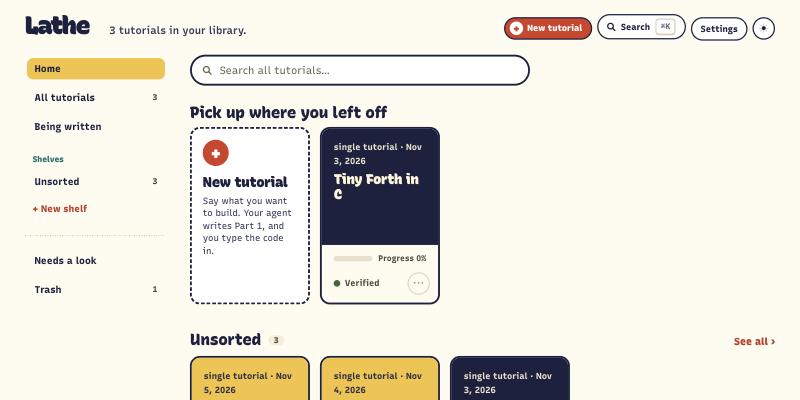 Lathe
3 tutorials in your library.
New tutorial
Search ⌘K
Settings
Home
All tutorials 3
Being written
Shelves
Unsorted 3
+ New shelf
Needs a look
Trash 1
Search all tutorials...
Pick up where you left off
New tutorial
Say what you want
to build. Your agent
writes Part 1, and
you type the code
in.
single tutorial · Nov
3, 2026
Tiny Forth in
C
Progress 0%
Verified
Unsorted 3
See all ›
single tutorial · Nov
5, 2026
single tutorial · Nov
4, 2026
single tutorial · Nov
3, 2026